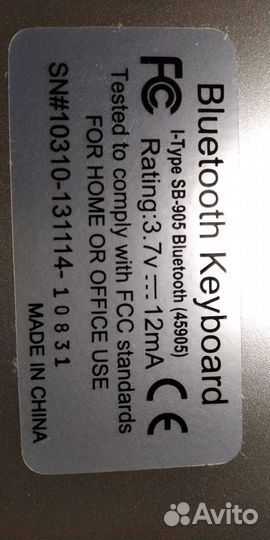 Bluetooth Keyboard
I-Type SB-905 Bluetooth (45905)
FC Rating:3.7v⎓12mA CE
Tested to comply with FCC standards
FOR HOME OR OFFICE USE
SN#10310-131114-10831
MADE IN CHINA
Avito